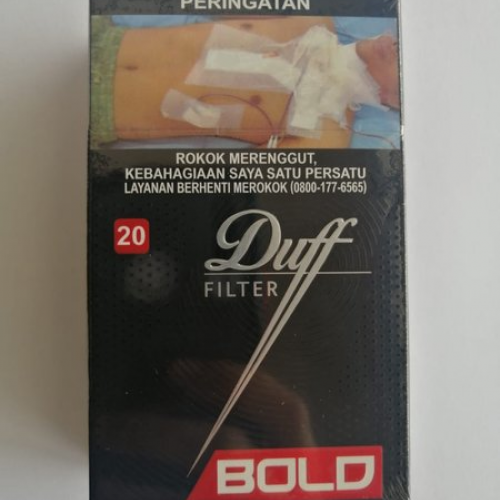 PERINGATAN
ROKOK MERENGGUT,
KEBAHAGIAAN SAYA SATU PERSATU
LAYANAN BERHENTI MEROKOK (0800-177-6565)
20
Duff
FILTER
BOLD